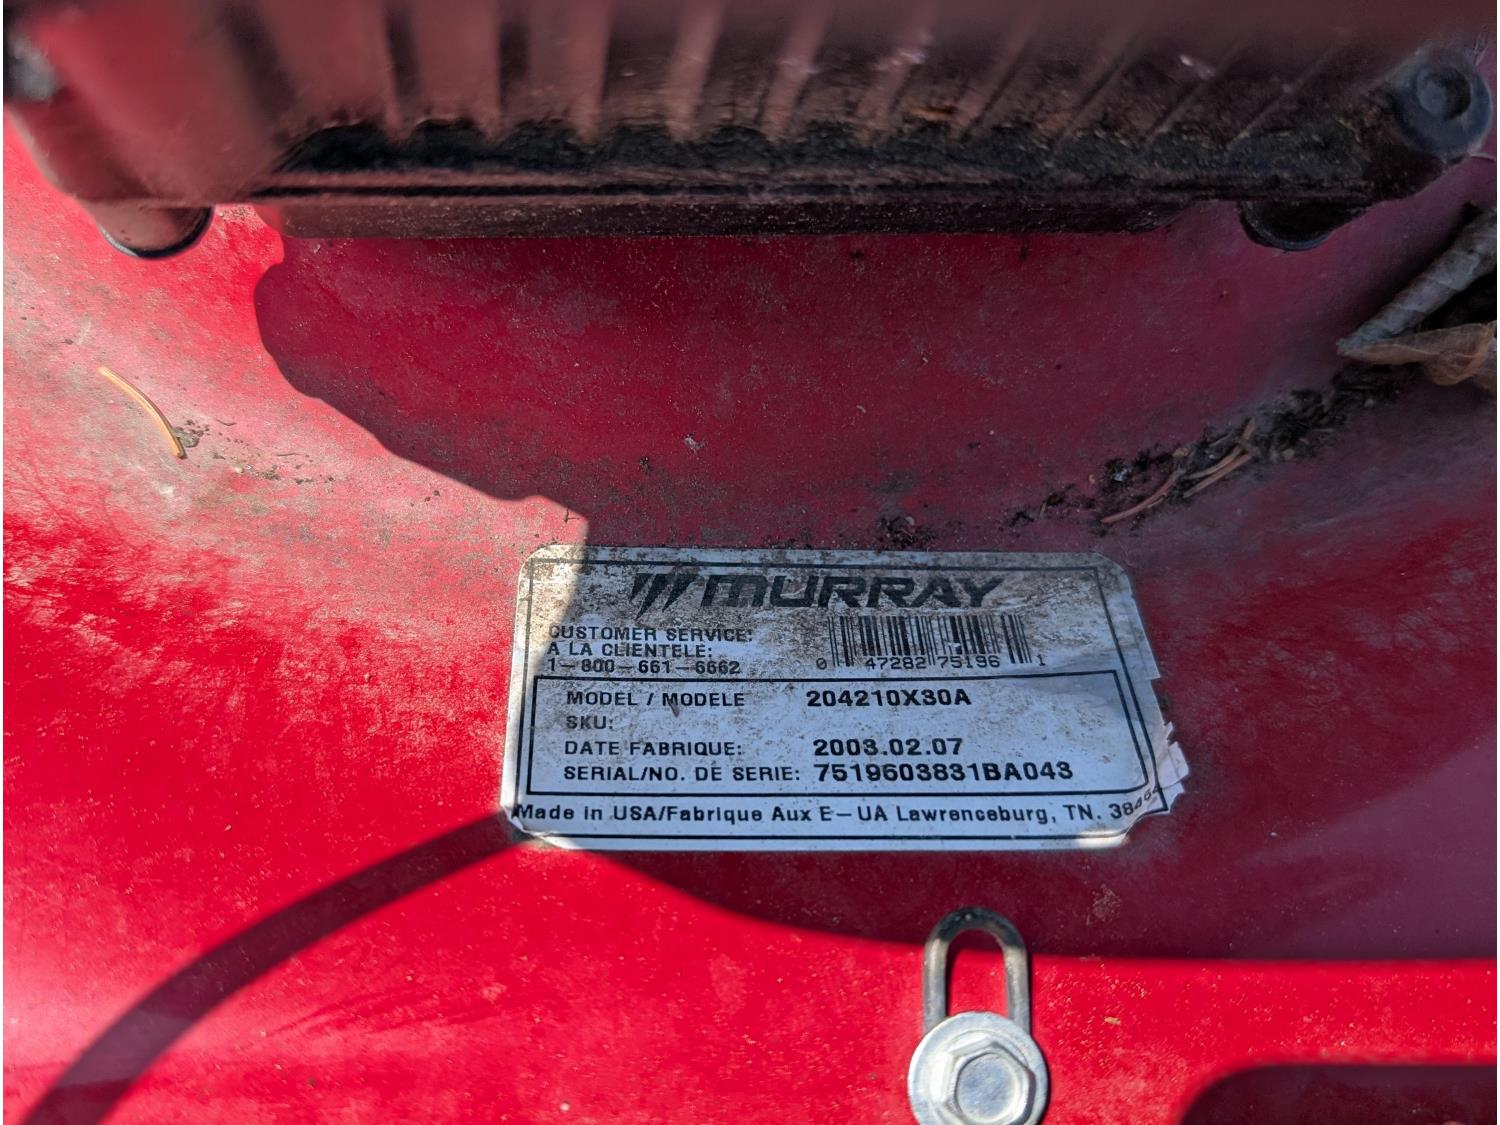 MURRAY
CUSTOMER SERVICE:
A LA CLIENTELE:
1-800-661-6662
0 47282 75196 1
MODEL / MODELE 204210X30A
SKU:
DATE FABRIQUE: 2003.02.07
SERIAL/NO. DE SERIE: 7519603831BA043
Made in USA/Fabrique Aux E-UA Lawrenceburg, TN. 38464